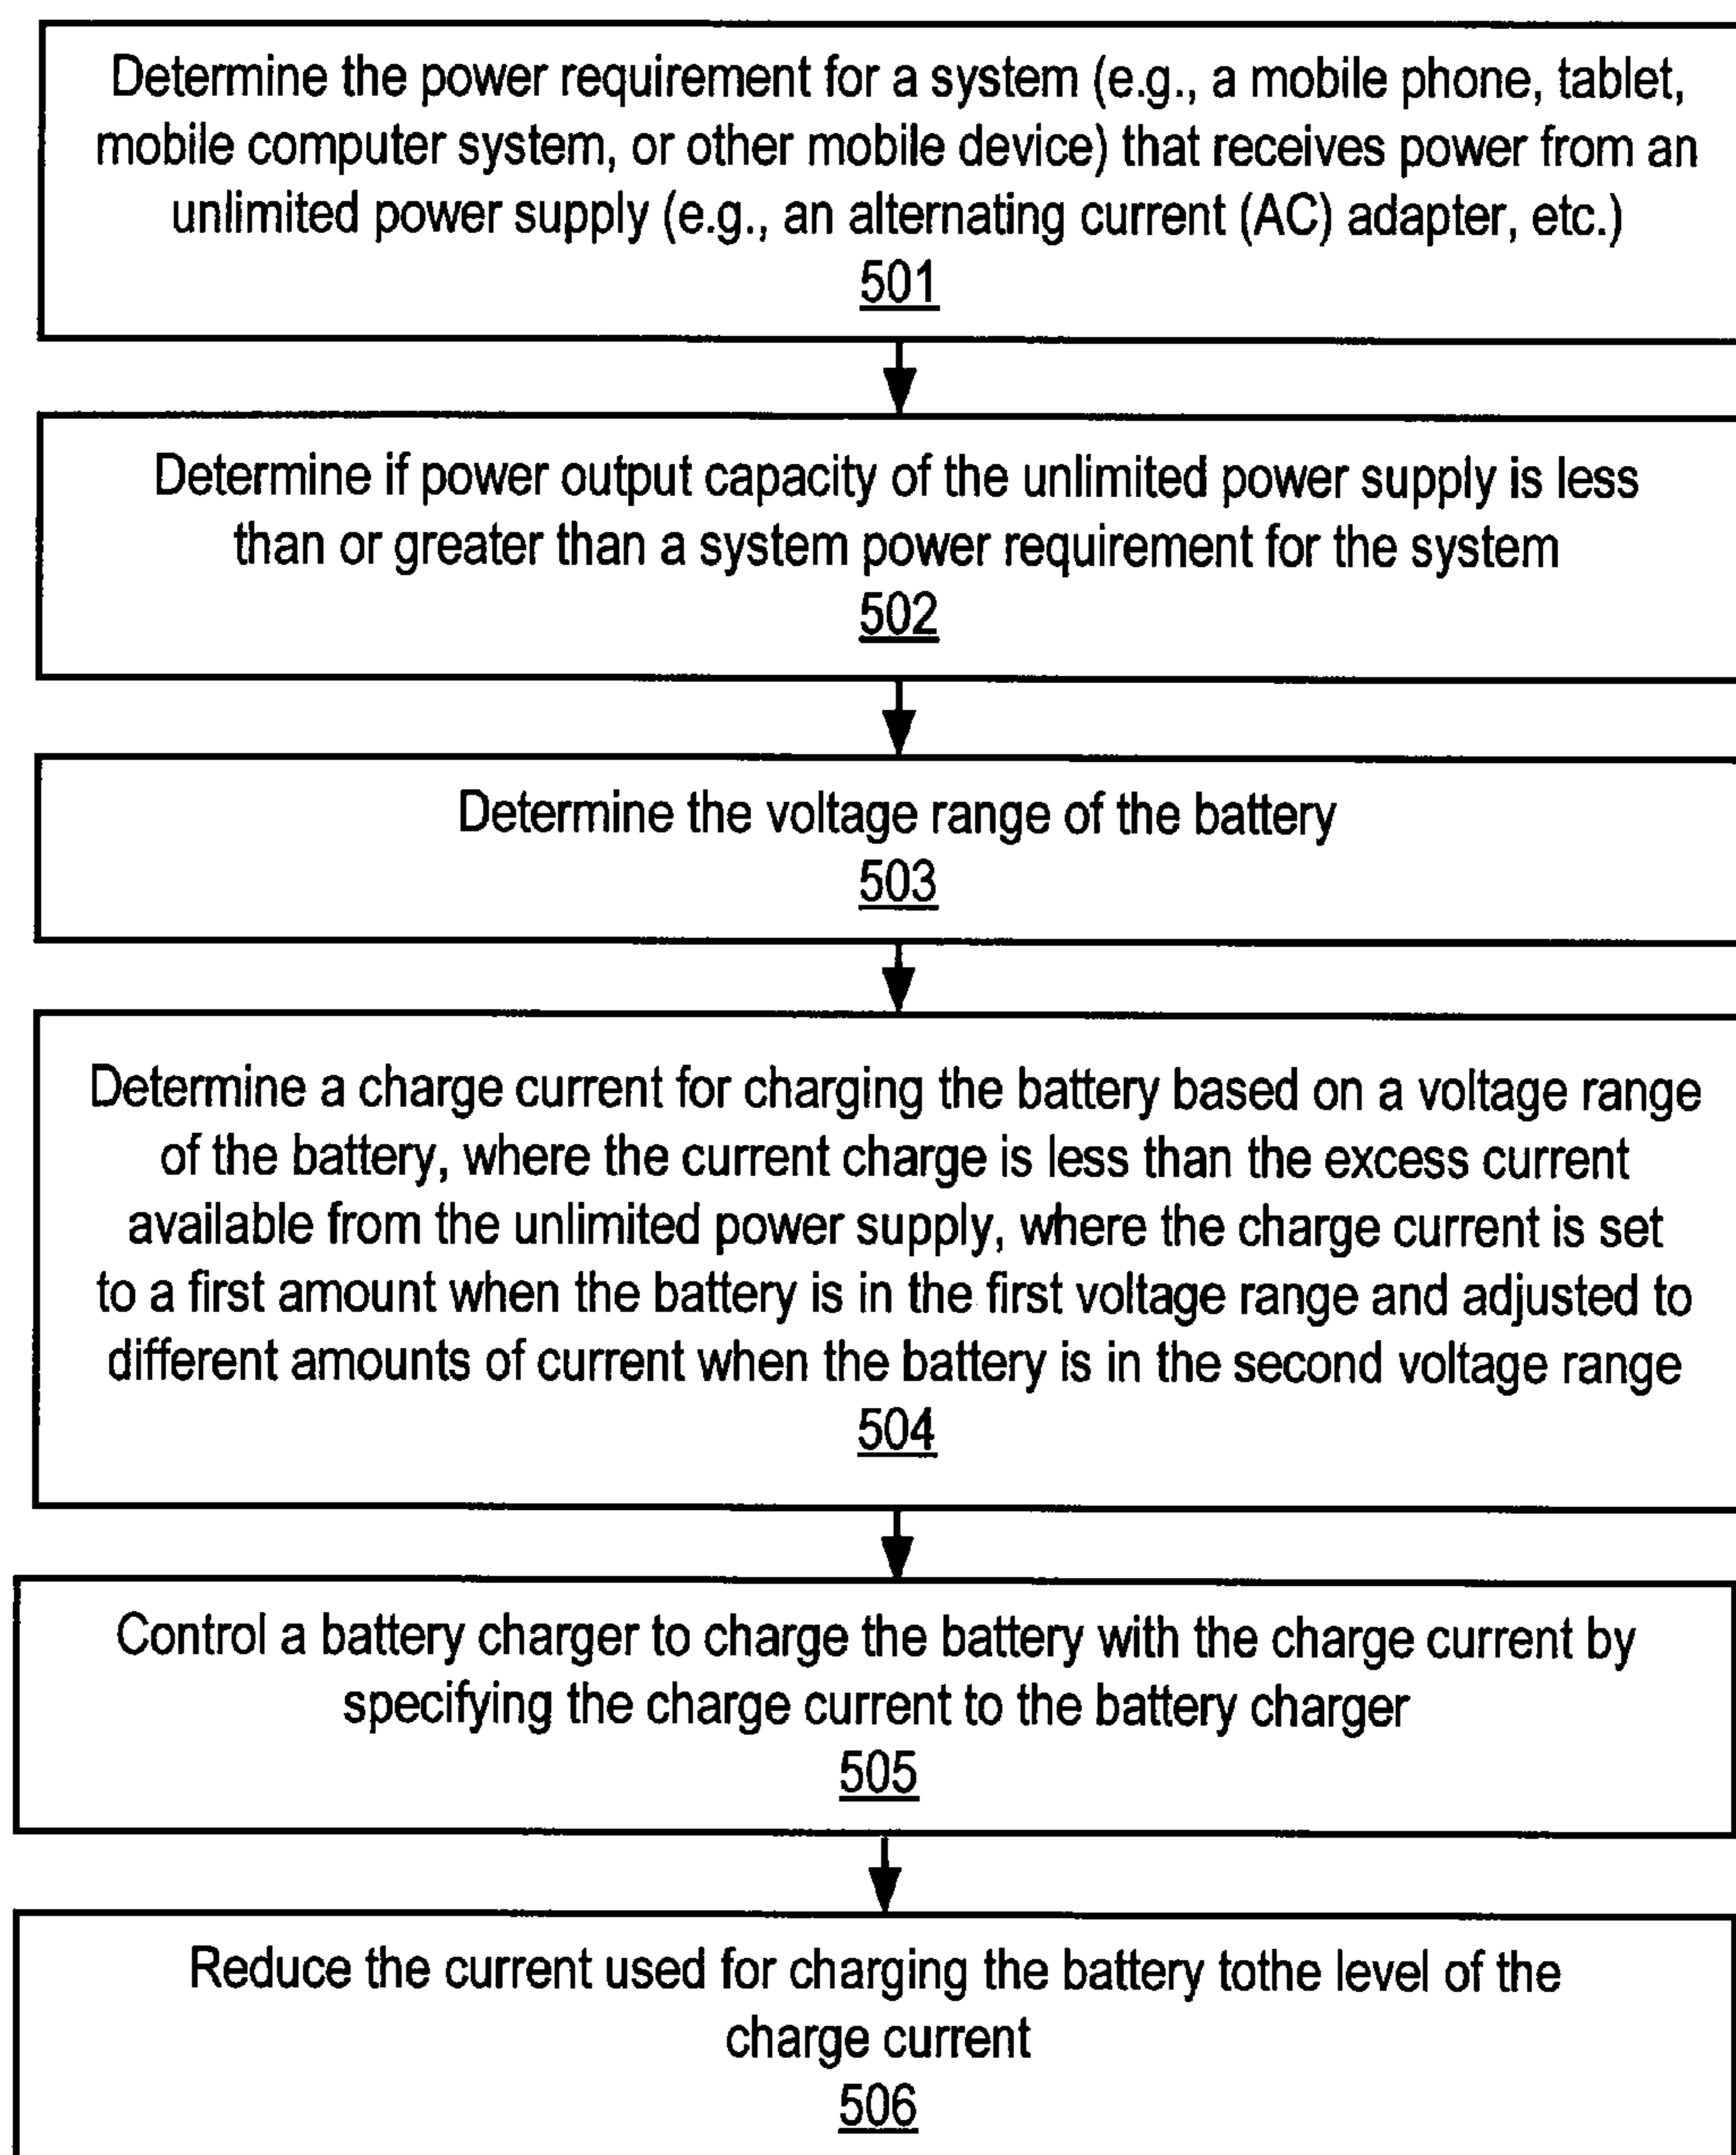 Determine the power requirement for a system (e.g., a mobile phone, tablet,
mobile computer system, or other mobile device) that receives power from an
unlimited power supply (e.g., an alternating current (AC) adapter, etc.)
501
Determine if power output capacity of the unlimited power supply is less
than or greater than a system power requirement for the system
502
Determine the voltage range of the battery
503
Determine a charge current for charging the battery based on a voltage range
of the battery, where the current charge is less than the excess current
available from the unlimited power supply, where the charge current is set
to a first amount when the battery is in the first voltage range and adjusted to
different amounts of current when the battery is in the second voltage range
504
Control a battery charger to charge the battery with the charge current by
specifying the charge current to the battery charger
505
Reduce the current used for charging the battery tothe level of the
charge current
506